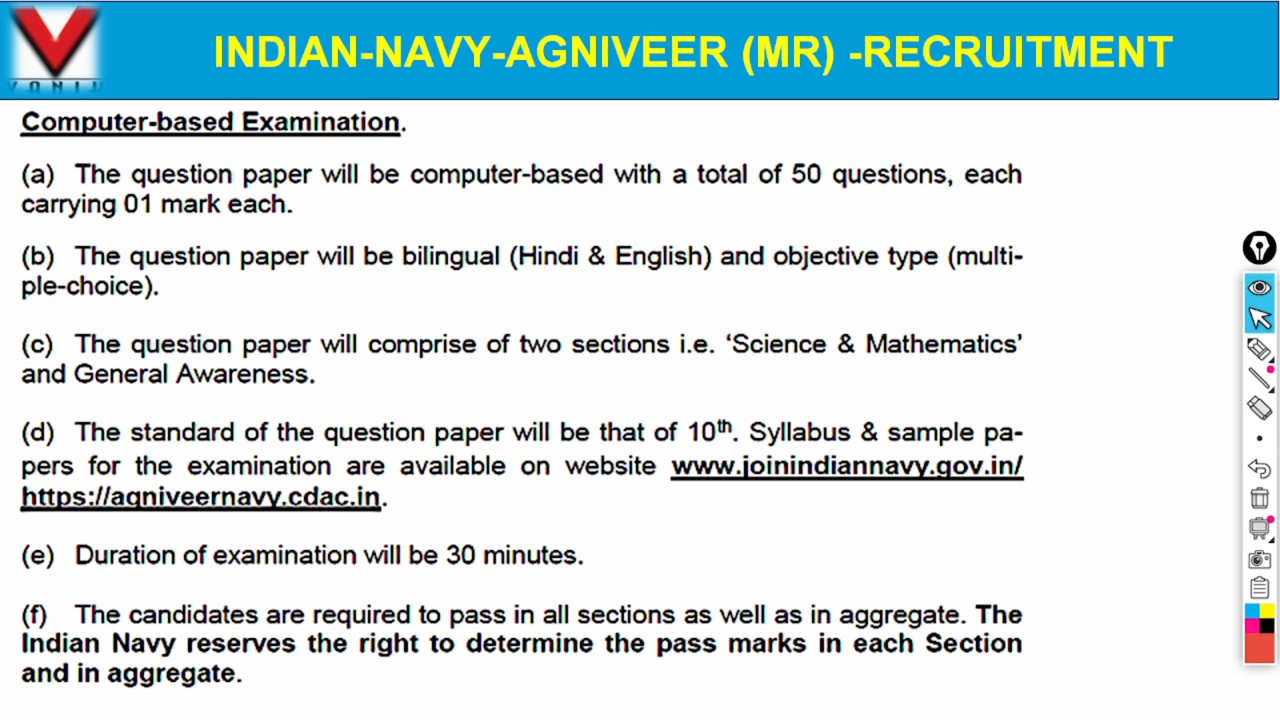 INDIAN-NAVY-AGNIVEER (MR) -RECRUITMENT
VANIJ
Computer-based Examination.
(a) The question paper will be computer-based with a total of 50 questions, each
carrying 01 mark each.
(b) The question paper will be bilingual (Hindi & English) and objective type (multi-
ple-choice).
(c) The question paper will comprise of two sections i.e. ‘Science & Mathematics’
and General Awareness.
(d) The standard of the question paper will be that of 10th. Syllabus & sample pa-
pers for the examination are available on website www.joinindiannavy.gov.in/
https://agniveernavy.cdac.in.
(e) Duration of examination will be 30 minutes.
(f) The candidates are required to pass in all sections as well as in aggregate. The
Indian Navy reserves the right to determine the pass marks in each Section
and in aggregate.